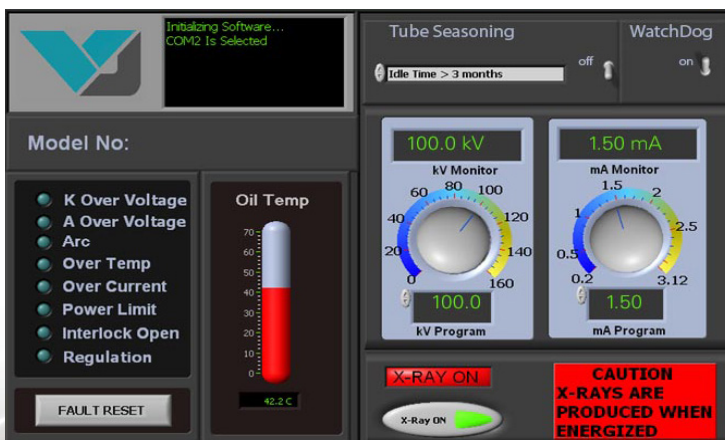 Initializing Software...
COM2 Is Selected
Tube Seasoning
WatchDog
off
on
Idle Time > 3 months
Model No:
100.0 kV
kV Monitor
0
20
40
60
80
100
120
140
160
100.0
kV Program
1.50 mA
mA Monitor
0.2
0.5
1
1.5
2
2.5
3.12
1.50
mA Program
K Over Voltage
A Over Voltage
Arc
Over Temp
Over Current
Power Limit
Interlock Open
Regulation
FAULT RESET
Oil Temp
70
60
50
40
30
20
10
0
42.2 C
X-RAY ON
X-Ray ON
CAUTION
X-RAYS ARE
PRODUCED WHEN
ENERGIZED